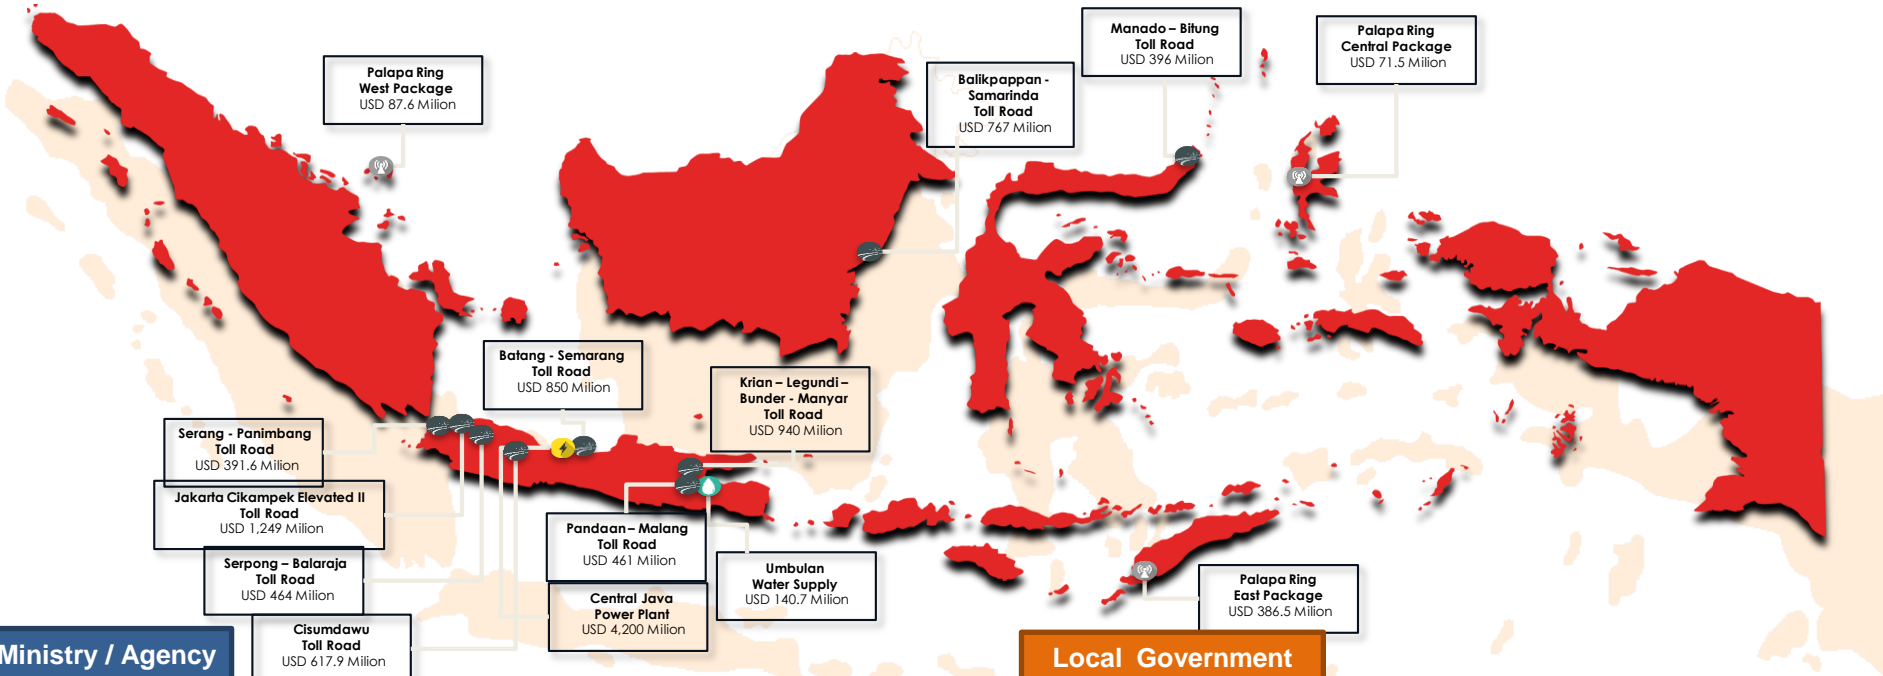 Manado – Bitung
Toll Road
USD 396 Milion
Palapa Ring
Central Package
USD 71.5 Milion
Palapa Ring
West Package
USD 87.6 Milion
Balikpappan -
Samarinda
Toll Road
USD 767 Milion
Batang - Semarang
Toll Road
USD 850 Milion
Krian – Legundi –
Bunder - Manyar
Toll Road
USD 940 Milion
Serang - Panimbang
Toll Road
USD 391.6 Milion
Jakarta Cikampek Elevated II
Toll Road
USD 1,249 Milion
Serpong – Balaraja
Toll Road
USD 464 Milion
Cisumdawu
Toll Road
USD 617.9 Milion
Pandaan – Malang
Toll Road
USD 461 Milion
Central Java
Power Plant
USD 4,200 Milion
Umbulan
Water Supply
USD 140.7 Milion
Palapa Ring
East Package
USD 386.5 Milion
Ministry / Agency
Local Government